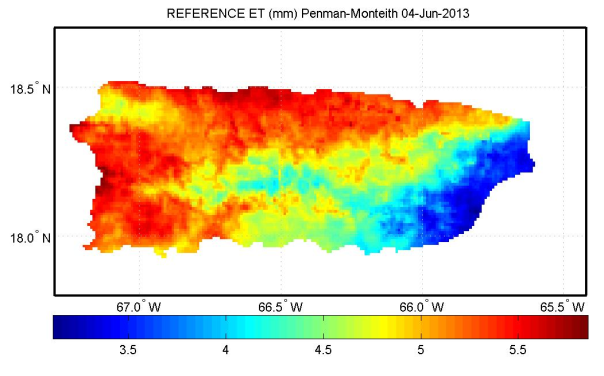 REFERENCE ET (mm) Penman-Monteith 04-Jun-2013
18.5° N
18.0° N
67.0° W 66.5° W 66.0° W 65.5° W
3.5 4 4.5 5 5.5